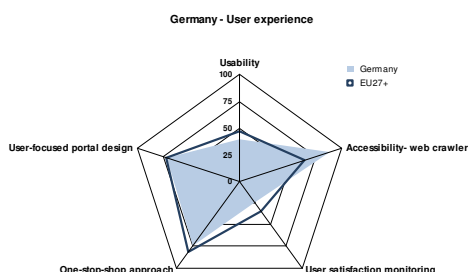 Germany - User experience
Usability
100
Germany
75
EU27+
50
User-focused portal design
Accessibility- web crawler
25
0
One-stop-shop approach
User satisfaction monitoring